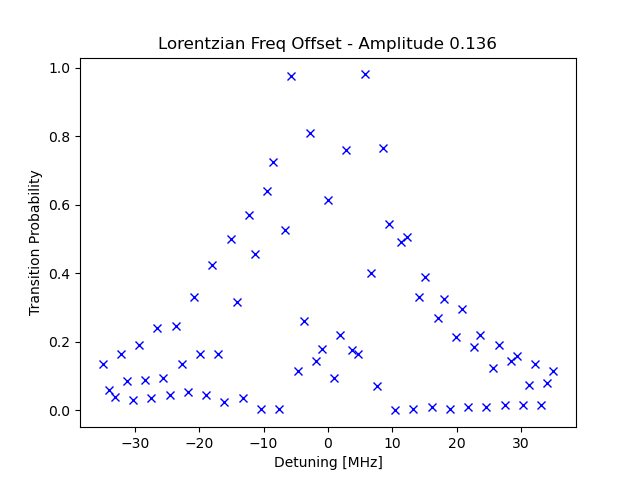 Lorentzian Freq Offset - Amplitude 0.136
1.0
0.8
0.6
0.4
0.2
0.0
Transition Probability
−30 −20 −10 0 10 20 30
Detuning [MHz]